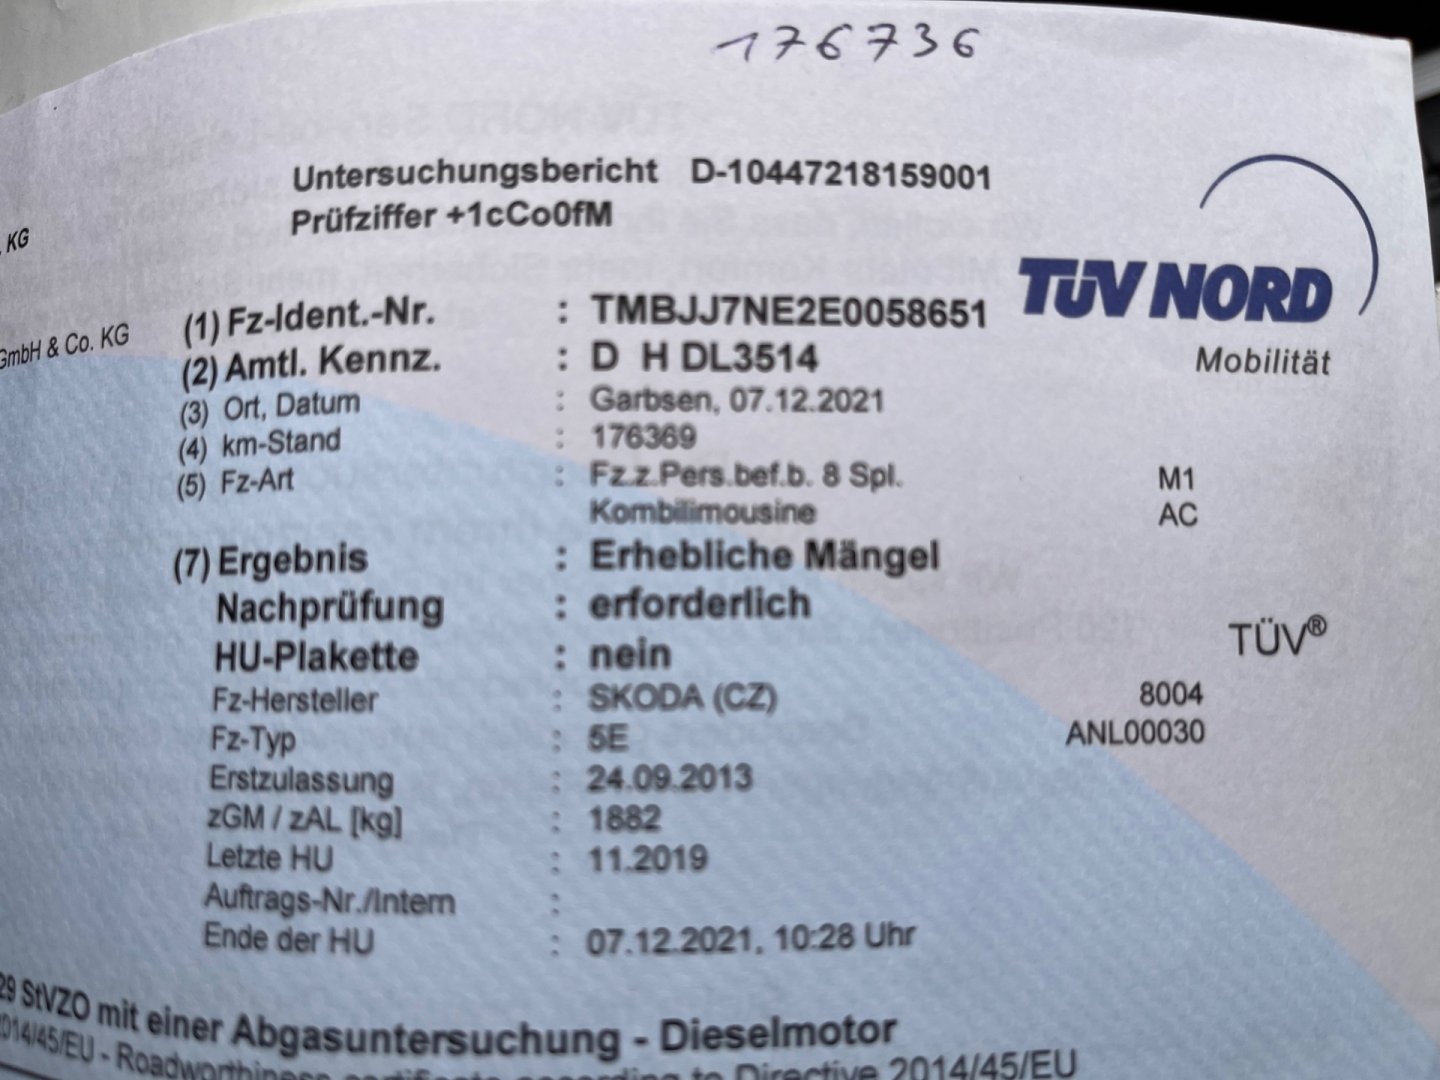 176736
Untersuchungsbericht D-10447218159001
Prüfziffer +1cCo0fM
KG
TÜV NORD
Mobilität
GmbH & Co. KG
(1) Fz-Ident.-Nr. : TMBJJ7NE2E0058651
(2) Amtl. Kennz. : D H DL3514
(3) Ort, Datum : Garbsen, 07.12.2021
(4) km-Stand : 176369
(5) Fz-Art : Fz.z.Pers.bef.b. 8 Spl. M1
Kombilimousine AC
(7) Ergebnis : Erhebliche Mängel
Nachprüfung : erforderlich
HU-Plakette : nein
TÜV®
Fz-Hersteller : SKODA (CZ) 8004
Fz-Typ : 5E ANL00030
Erstzulassung : 24.09.2013
zGM / zAL [kg] : 1882
Letzte HU : 11.2019
Auftrags-Nr./Intern :
Ende der HU : 07.12.2021, 10:28 Uhr
29 StVZO mit einer Abgasuntersuchung - Dieselmotor
2014/45/EU - Roadworthiness certificate according to Directive 2014/45/EU